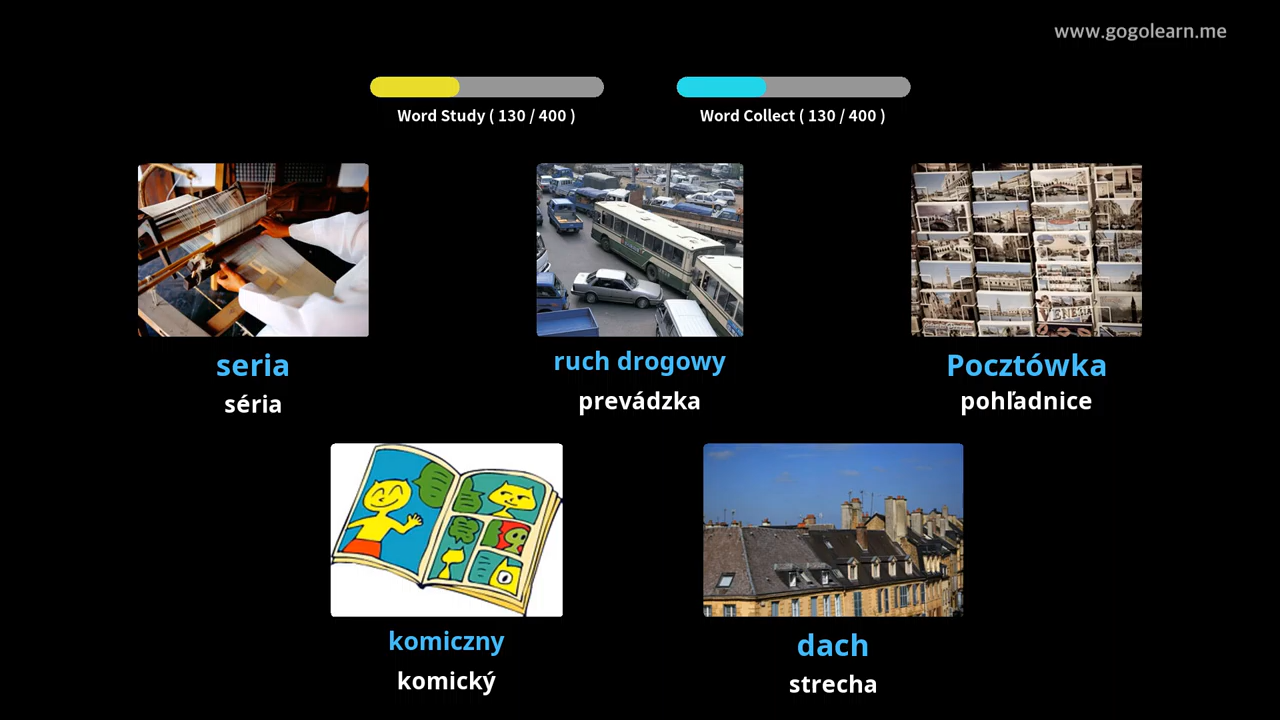 www.gogolearn.me
Word Study ( 130 / 400 )
Word Collect ( 130 / 400 )
seria
séria
ruch drogowy
prevádzka
Pocztówka
pohľadnice
komiczny
komický
dach
strecha